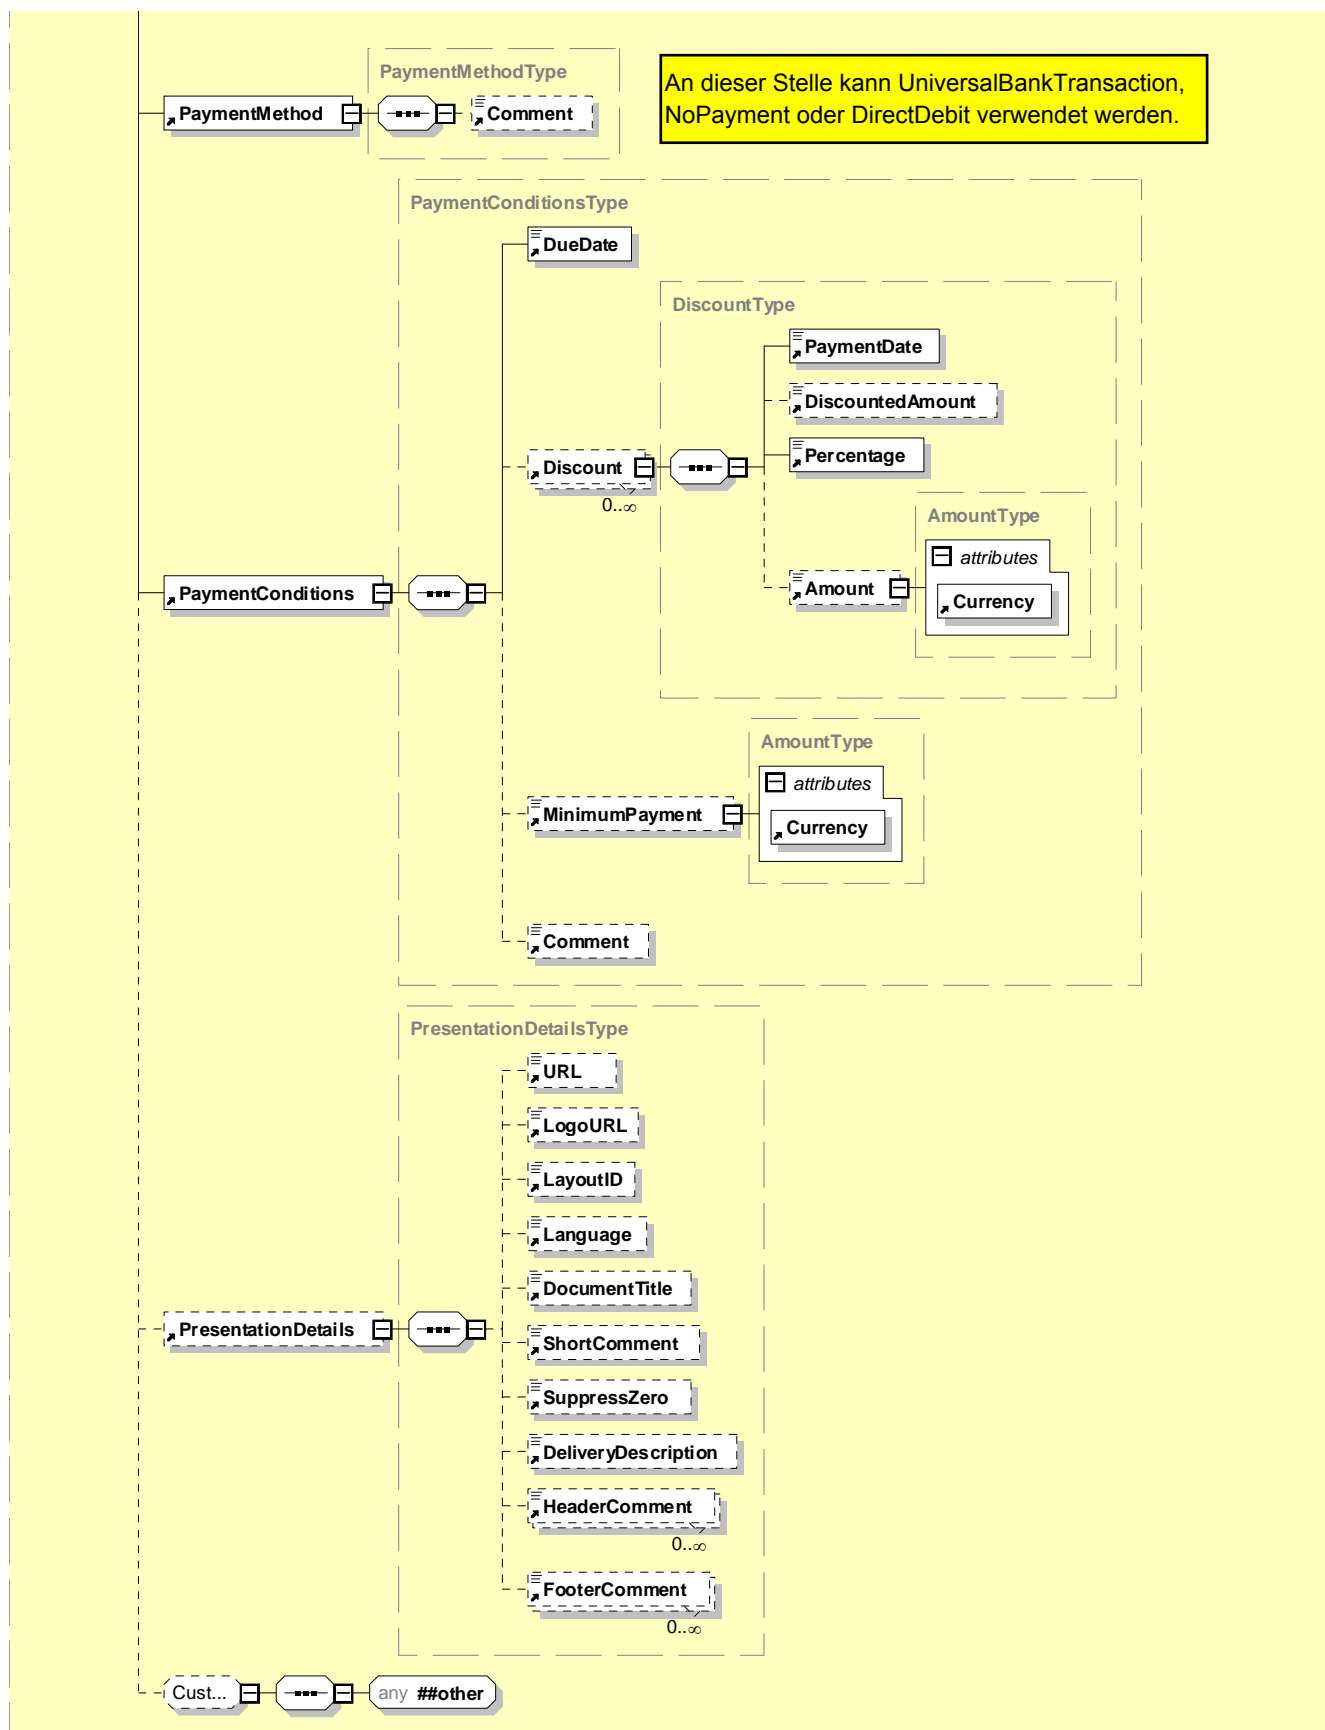 PaymentMethodType
An dieser Stelle kann UniversalBankTransaction,
NoPayment oder DirectDebit verwendet werden.
PaymentMethod
Comment
PaymentConditionsType
DueDate
DiscountType
PaymentDate
DiscountedAmount
Discount
0..∞
Percentage
AmountType
attributes
Amount
Currency
PaymentConditions
AmountType
attributes
MinimumPayment
Currency
Comment
PresentationDetailsType
URL
LogoURL
LayoutID
Language
DocumentTitle
PresentationDetails
ShortComment
SuppressZero
DeliveryDescription
HeaderComment
0..∞
FooterComment
0..∞
Cust...
any ##other